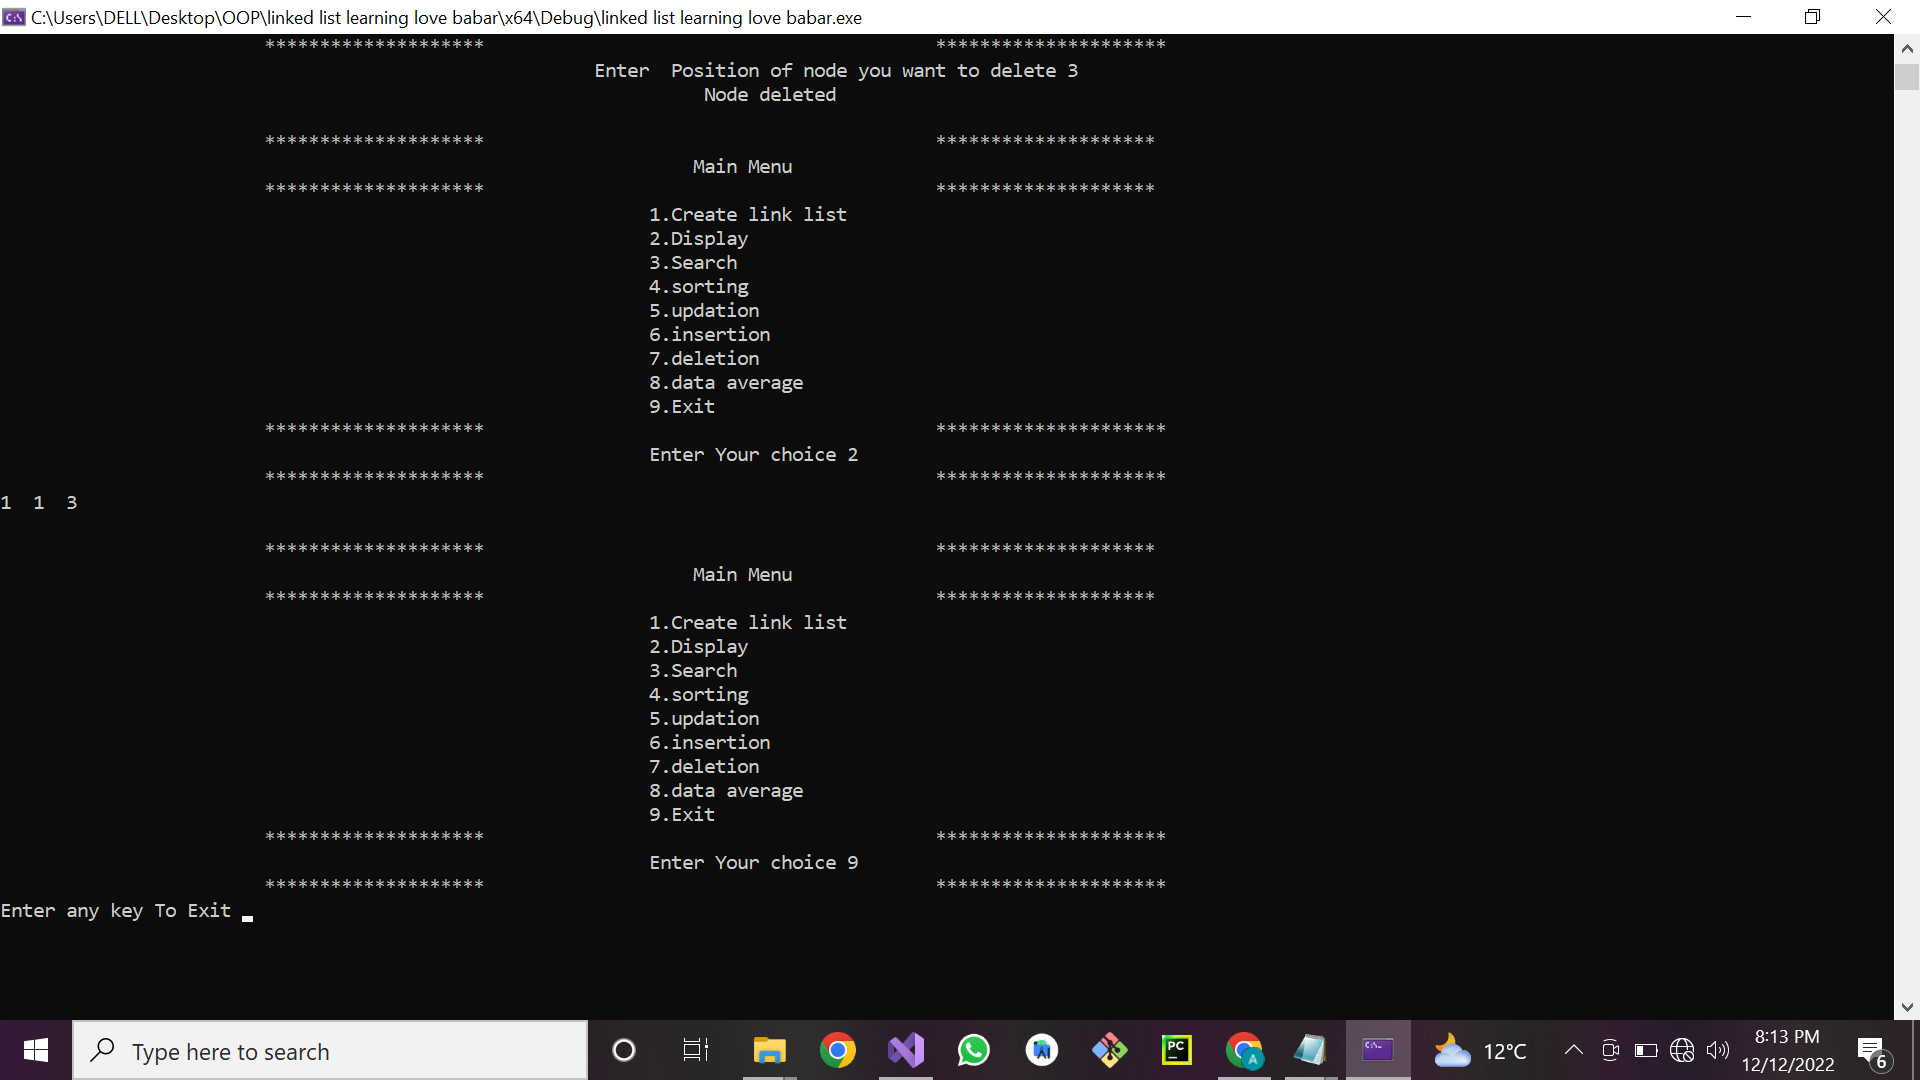 C:\Users\DELL\Desktop\OOP\linked list learning love babar\x64\Debug\linked list learning love babar.exe
******************** *********************
Enter  Position of node you want to delete 3
Node deleted
******************** ********************
Main Menu
******************** ********************
1.Create link list
2.Display
3.Search
4.sorting
5.updation
6.insertion
7.deletion
8.data average
9.Exit
******************** *********************
Enter Your choice 2
******************** *********************
1  1  3
******************** ********************
Main Menu
******************** ********************
1.Create link list
2.Display
3.Search
4.sorting
5.updation
6.insertion
7.deletion
8.data average
9.Exit
******************** *********************
Enter Your choice 9
******************** *********************
Enter any key To Exit
Type here to search
PC
A
12°C
8:13 PM
12/12/2022
6